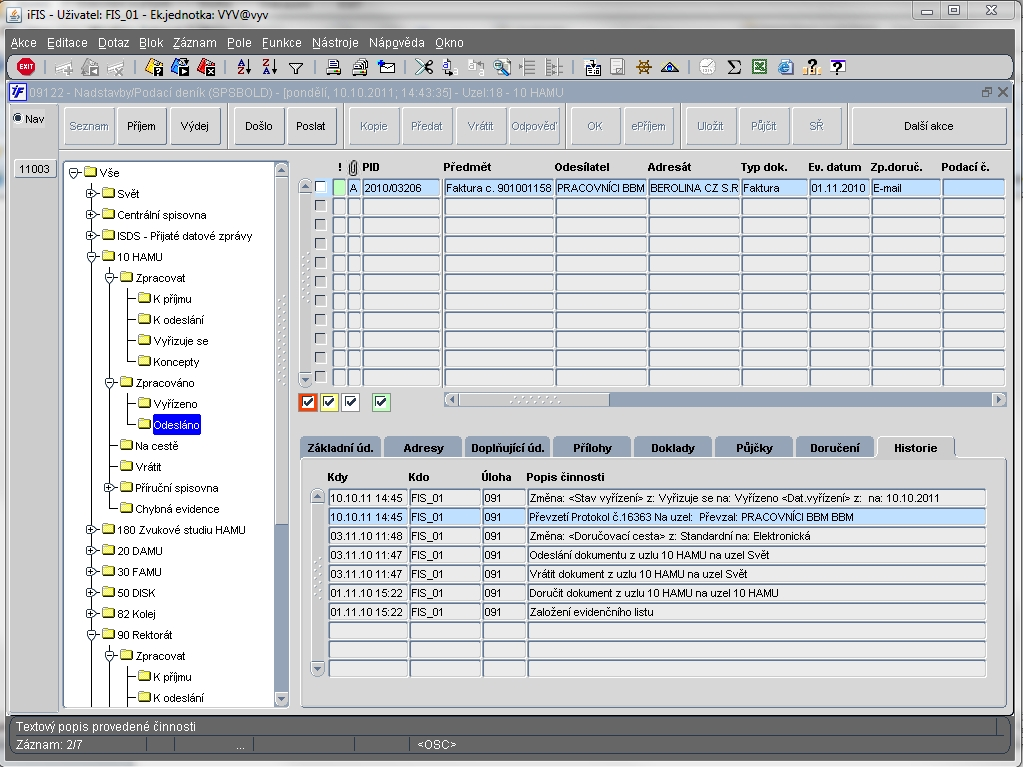 iFIS - Uživatel: FIS_01 - Ek.jednotka: VYV@vyv
Akce Editace Dotaz Blok Záznam Pole Funkce Nástroje Nápověda Okno
EXIT
09122 - Nadstavby/Podací deník (SPSBOLD) - [pondělí, 10.10.2011; 14:43:35] - Uzel:18 - 10 HAMU
Nav
Seznam Příjem Výdej Došlo Poslat Kopie Předat Vrátit Odpověď OK ePříjem Uložit Půjčit SŘ Další akce
11003
Vše
Svět
Centrální spisovna
ISDS - Přijaté datové zprávy
10 HAMU
Zpracovat
K příjmu
K odeslání
Vyřizuje se
Koncepty
Zpracováno
Vyřízeno
Odesláno
Na cestě
Vrátit
Příruční spisovna
Chybná evidence
180 Zvukové studiu HAMU
20 DAMU
30 FAMU
50 DISK
82 Kolej
90 Rektorát
Zpracovat
K příjmu
K odeslání
! PID Předmět Odesílatel Adresát Typ dok. Ev. datum Zp.doruč. Podací č.
A 2010/03206 Faktura c. 901001158 PRACOVNÍCI BBM BEROLINA CZ S.R Faktura 01.11.2010 E-mail
Základní úd. Adresy Doplňující úd. Přílohy Doklady Půjčky Doručení Historie
Kdy Kdo Úloha Popis činnosti
10.10.11 14:45 FIS_01 091 Změna: <Stav vyřízení> z: Vyřizuje se na: Vyřízeno <Dat.vyřízení> z: na: 10.10.2011
10.10.11 14:45 FIS_01 091 Převzetí Protokol č.16363 Na uzel: Převzal: PRACOVNÍCI BBM BBM
03.11.10 11:48 FIS_01 091 Změna: <Doručovací cesta> z: Standardní na: Elektronická
03.11.10 11:47 FIS_01 091 Odeslání dokumentu z uzlu 10 HAMU na uzel Svět
03.11.10 11:47 FIS_01 091 Vrátit dokument z uzlu 10 HAMU na uzel Svět
01.11.10 15:22 FIS_01 091 Doručit dokument z uzlu 10 HAMU na uzel 10 HAMU
01.11.10 15:22 FIS_01 091 Založení evidenčního listu
Textový popis provedené činnosti
Záznam: 2/7 ... <OSC>